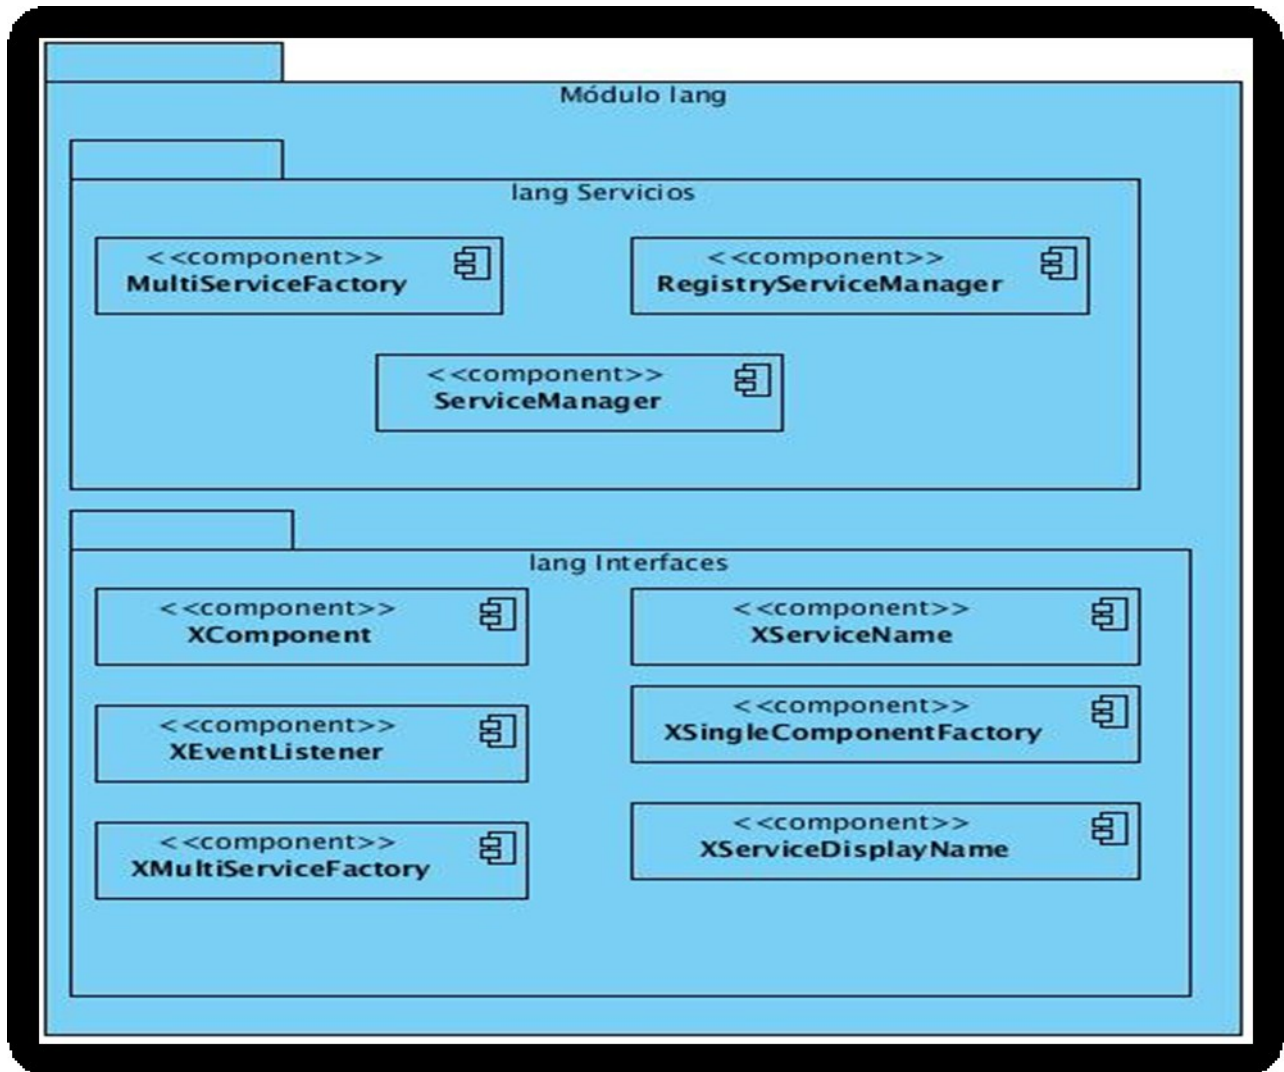 Módulo lang
lang Servicios
<<component>>
MultiServiceFactory
<<component>>
RegistryServiceManager
<<component>>
ServiceManager
lang Interfaces
<<component>>
XComponent
<<component>>
XServiceName
<<component>>
XEventListener
<<component>>
XSingleComponentFactory
<<component>>
XMultiServiceFactory
<<component>>
XServiceDisplayName